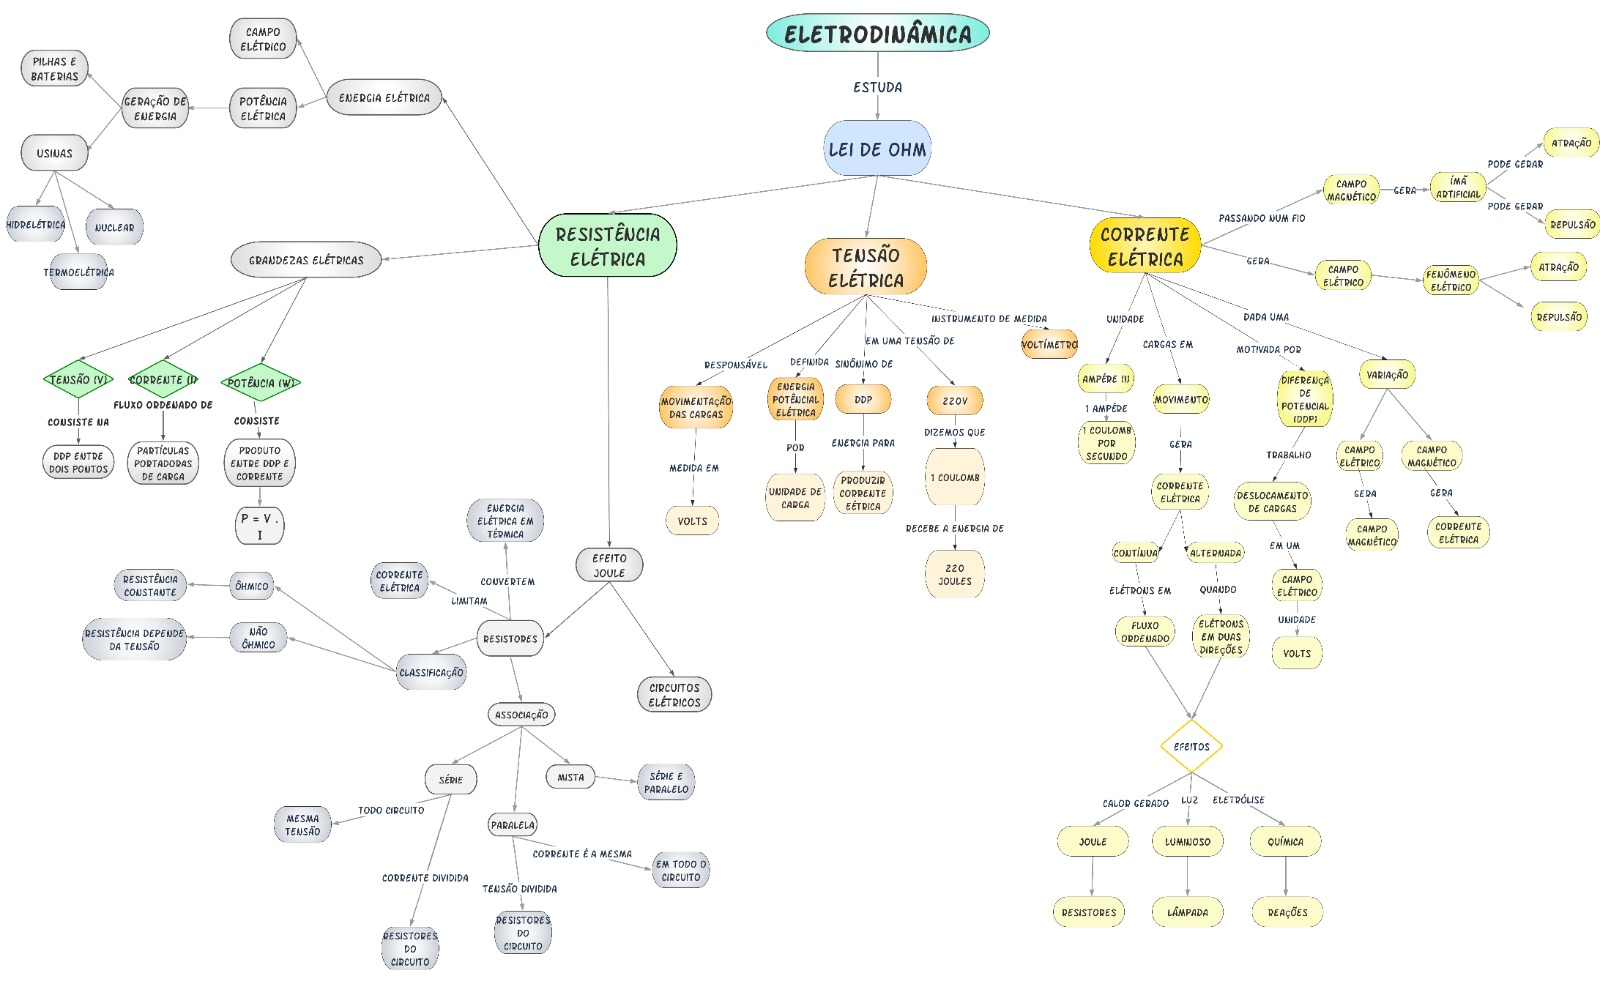 ELETRODINÂMICA
ESTUDA
LEI DE OHM
CAMPO
ELÉTRICO
PILHAS E
BATERIAS
GERAÇÃO DE
ENERGIA
POTÊNCIA
ELÉTRICA
ENERGIA ELÉTRICA
USINAS
HIDRELÉTRICA
NUCLEAR
TERMOELÉTRICA
RESISTÊNCIA
ELÉTRICA
GRANDEZAS ELÉTRICAS
TENSÃO (V)
CORRENTE (I)
POTÊNCIA (W)
CONSISTE NA
FLUXO ORDENADO DE
CONSISTE
DDP ENTRE
DOIS PONTOS
PARTÍCULAS
PORTADORAS
DE CARGA
PRODUTO
ENTRE DDP E
CORRENTE
P = V .
I
EFEITO
JOULE
ENERGIA
ELÉTRICA EM
TÉRMICA
CONVERTEM
CORRENTE
ELÉTRICA
LIMITAM
RESISTORES
CLASSIFICAÇÃO
ÔHMICO
RESISTÊNCIA
CONSTANTE
NÃO
ÔHMICO
RESISTÊNCIA DEPENDE
DA TENSÃO
CIRCUITOS
ELÉTRICOS
ASSOCIAÇÃO
SÉRIE
TODO CIRCUITO
MESMA
TENSÃO
CORRENTE DIVIDIDA
RESISTORES
DO
CIRCUITO
PARALELA
CORRENTE É A MESMA
EM TODO O
CIRCUITO
TENSÃO DIVIDIDA
RESISTORES
DO
CIRCUITO
MISTA
SÉRIE E
PARALELO
TENSÃO
ELÉTRICA
RESPONSÁVEL
MOVIMENTAÇÃO
DAS CARGAS
MEDIDA EM
VOLTS
DEFINIDA
ENERGIA
POTENCIAL
ELÉTRICA
POR
UNIDADE DE
CARGA
SINÔNIMO DE
DDP
ENERGIA PARA
PRODUZIR
CORRENTE
EÉTRICA
EM UMA TENSÃO DE
220V
DIZEMOS QUE
1 COULOMB
RECEBE A ENERGIA DE
220
JOULES
INSTRUMENTO DE MEDIDA
VOLTÍMETRO
CORRENTE
ELÉTRICA
PASSANDO NUM FIO
CAMPO
MAGNÉTICO
GERA
ÍMÃ
ARTIFICIAL
PODE GERAR
ATRAÇÃO
PODE GERAR
REPULSÃO
GERA
CAMPO
ELÉTRICO
FENÔMENO
ELÉTRICO
ATRAÇÃO
REPULSÃO
UNIDADE
AMPÉRE (I)
1 AMPÉRE
1 COULOMB
POR
SEGUNDO
CARGAS EM
MOVIMENTO
GERA
CORRENTE
ELÉTRICA
CONTÍNUA
ELÉTRONS EM
FLUXO
ORDENADO
ALTERNADA
QUANDO
ELÉTRONS
EM DUAS
DIREÇÕES
MOTIVADA POR
DIFERENÇA
DE
POTENCIAL
(DDP)
TRABALHO
DESLOCAMENTO
DE CARGAS
EM UM
CAMPO
ELÉTRICO
UNIDADE
VOLTS
DADA UMA
VARIAÇÃO
CAMPO
ELÉTRICO
GERA
CAMPO
MAGNÉTICO
CAMPO
MAGNÉTICO
GERA
CORRENTE
ELÉTRICA
EFEITOS
CALOR GERADO
LUZ
ELETRÓLISE
JOULE
LUMINOSO
QUÍMICA
RESISTORES
LÂMPADA
REAÇÕES